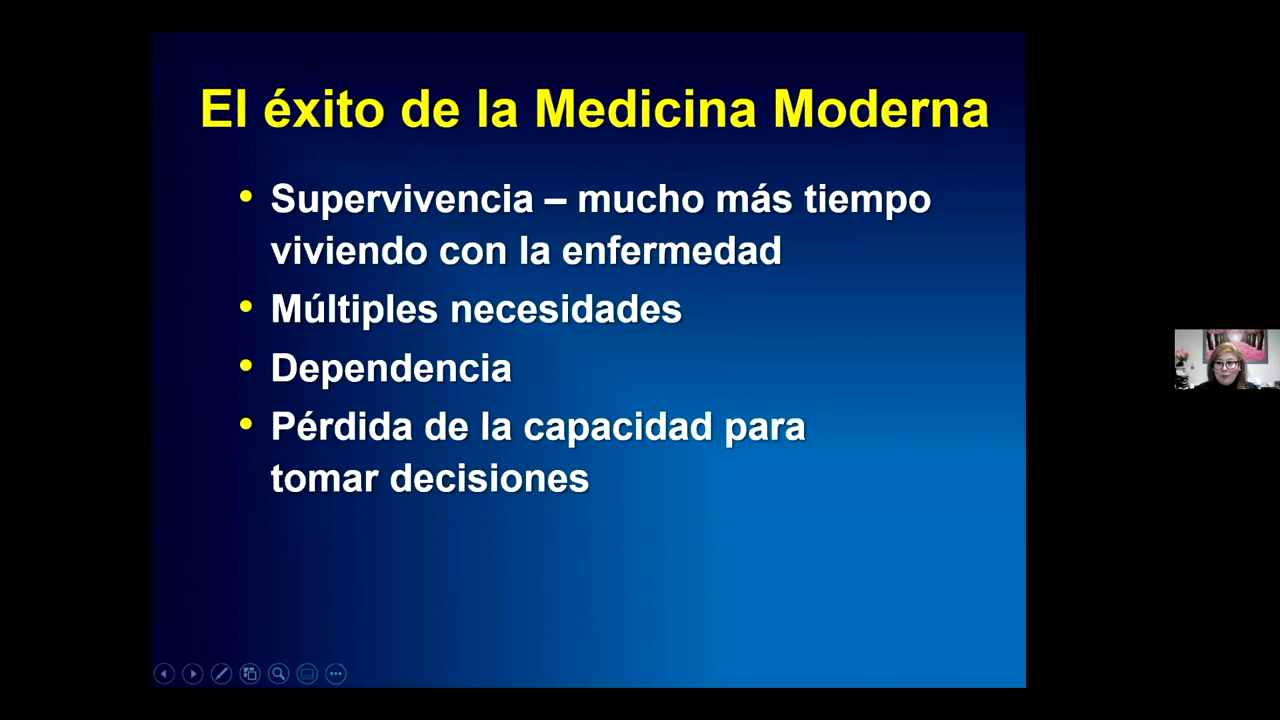 El éxito de la Medicina Moderna
• Supervivencia – mucho más tiempo
viviendo con la enfermedad
• Múltiples necesidades
• Dependencia
• Pérdida de la capacidad para
tomar decisiones